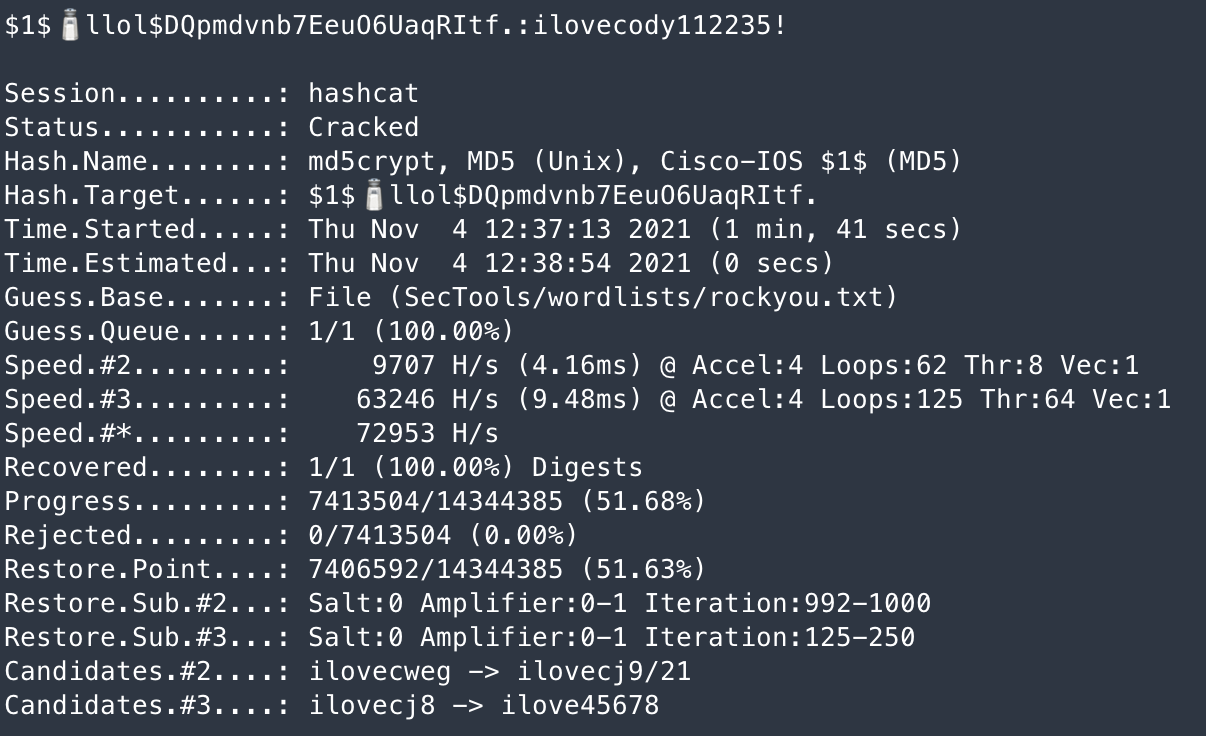 $1$🧂llol$DQpmdvnb7EeuO6UaqRItf.:ilovecody112235!
Session..........: hashcat
Status...........: Cracked
Hash.Name........: md5crypt, MD5 (Unix), Cisco-IOS $1$ (MD5)
Hash.Target......: $1$🧂llol$DQpmdvnb7EeuO6UaqRItf.
Time.Started.....: Thu Nov  4 12:37:13 2021 (1 min, 41 secs)
Time.Estimated...: Thu Nov  4 12:38:54 2021 (0 secs)
Guess.Base.......: File (SecTools/wordlists/rockyou.txt)
Guess.Queue......: 1/1 (100.00%)
Speed.#2.........:     9707 H/s (4.16ms) @ Accel:4 Loops:62 Thr:8 Vec:1
Speed.#3.........:    63246 H/s (9.48ms) @ Accel:4 Loops:125 Thr:64 Vec:1
Speed.#*.........:    72953 H/s
Recovered........: 1/1 (100.00%) Digests
Progress.........: 7413504/14344385 (51.68%)
Rejected.........: 0/7413504 (0.00%)
Restore.Point....: 7406592/14344385 (51.63%)
Restore.Sub.#2...: Salt:0 Amplifier:0-1 Iteration:992-1000
Restore.Sub.#3...: Salt:0 Amplifier:0-1 Iteration:125-250
Candidates.#2....: ilovecweg -> ilovecj9/21
Candidates.#3....: ilovecj8 -> ilove45678